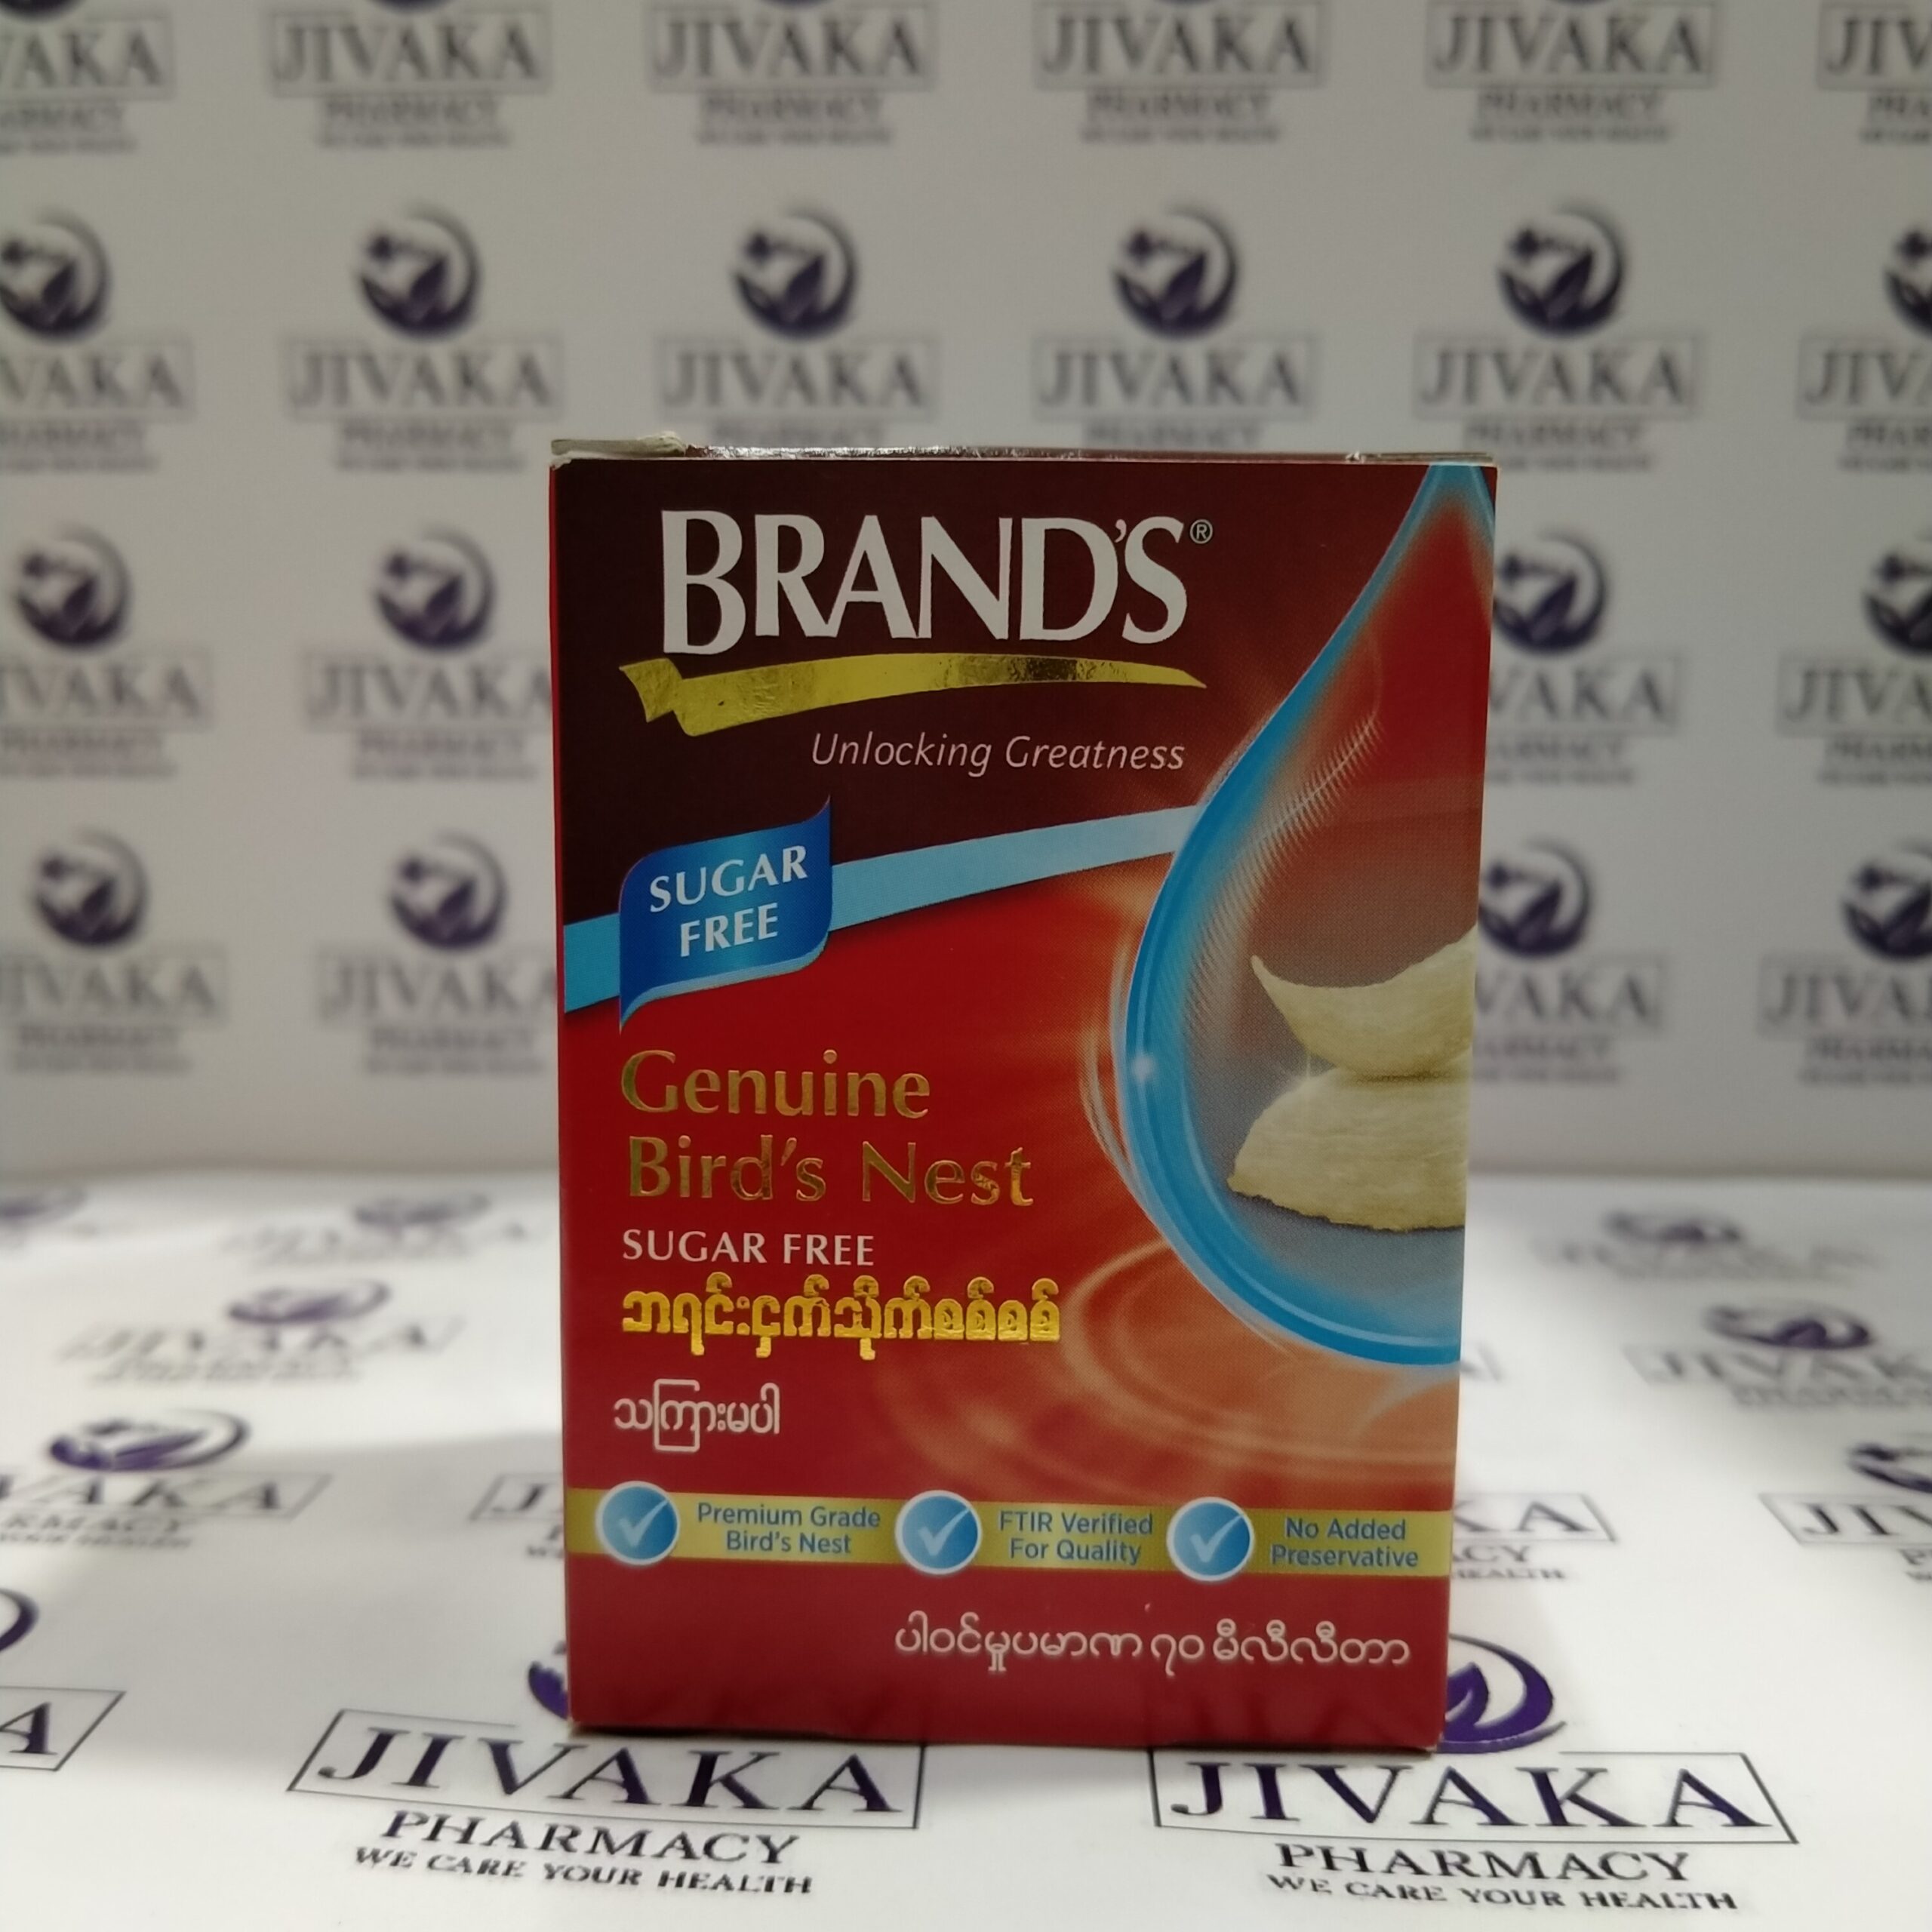 BRAND'S®
Unlocking Greatness
SUGAR
FREE
Genuine
Bird's Nest
SUGAR FREE
ဘရင်းငှက်သိုက်စစ်စစ်
သကြားမပါ
Premium Grade
Bird's Nest
FTIR Verified
For Quality
No Added
Preservative
ပါဝင်မှုပမာဏ ၇၀ မီလီလီတာ
JIVAKA
PHARMACY
WE CARE YOUR HEALTH
JIVAKA
PHARMACY
WE CARE YOUR HEALTH